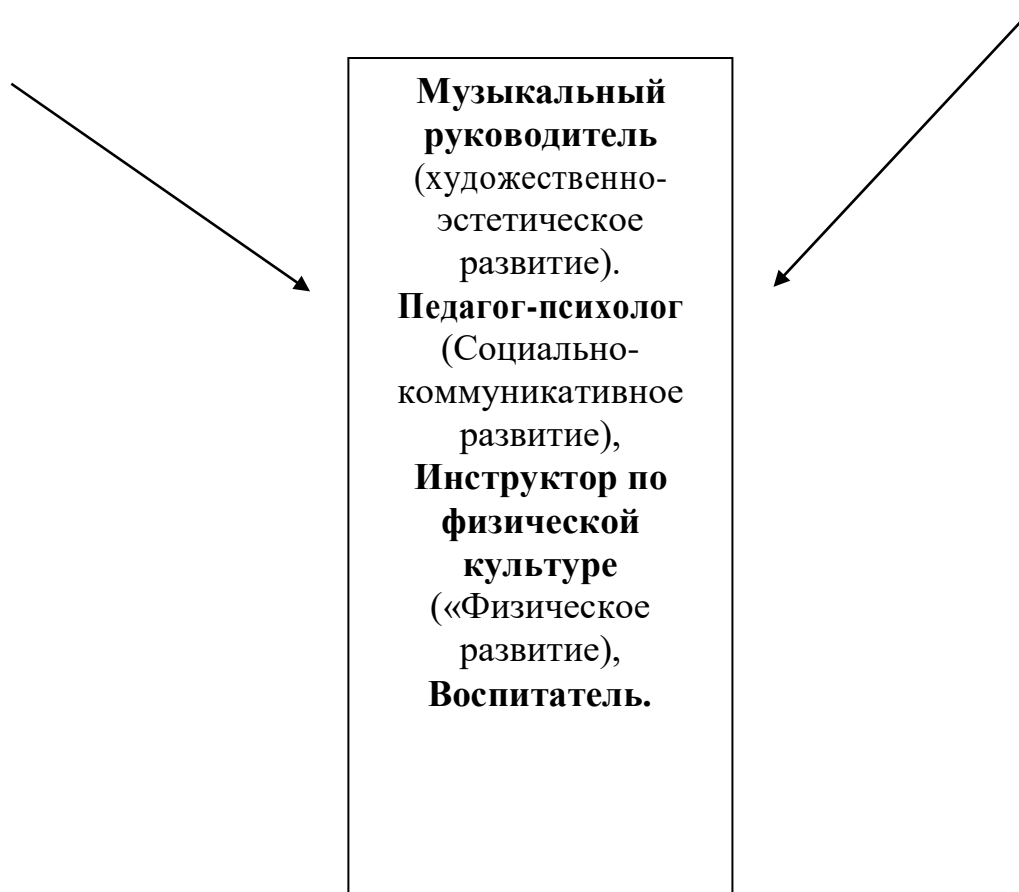 Музыкальный
руководитель
(художественно-
эстетическое
развитие).
Педагог-психолог
(Социально-
коммуникативное
развитие),
Инструктор по
физической
культуре
(«Физическое
развитие),
Воспитатель.